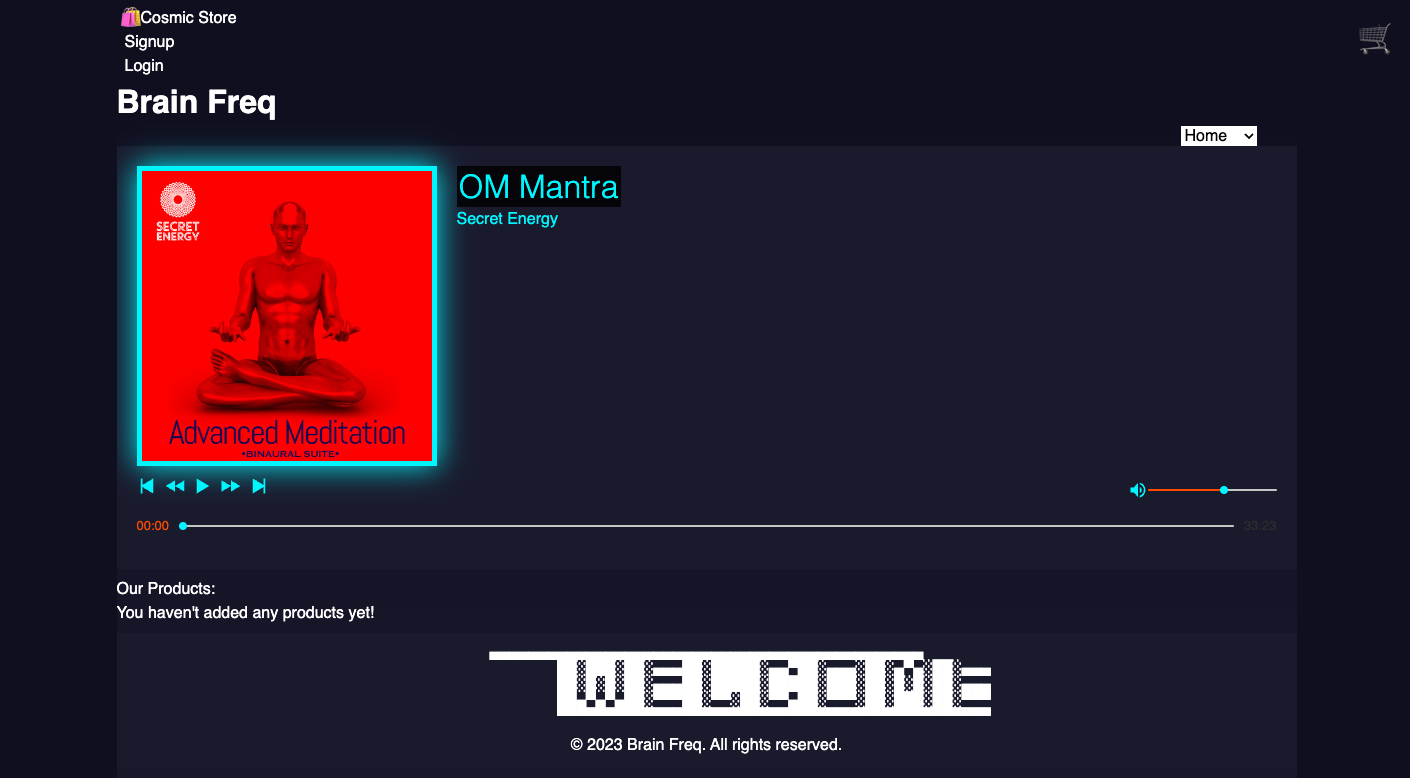 Cosmic Store
Signup
Login
Brain Freq
Home
SECRET
ENERGY
Advanced Meditation
•BINAURAL SUITE•
OM Mantra
Secret Energy
00:00
33:23
Our Products:
You haven't added any products yet!
WELCOME
© 2023 Brain Freq. All rights reserved.